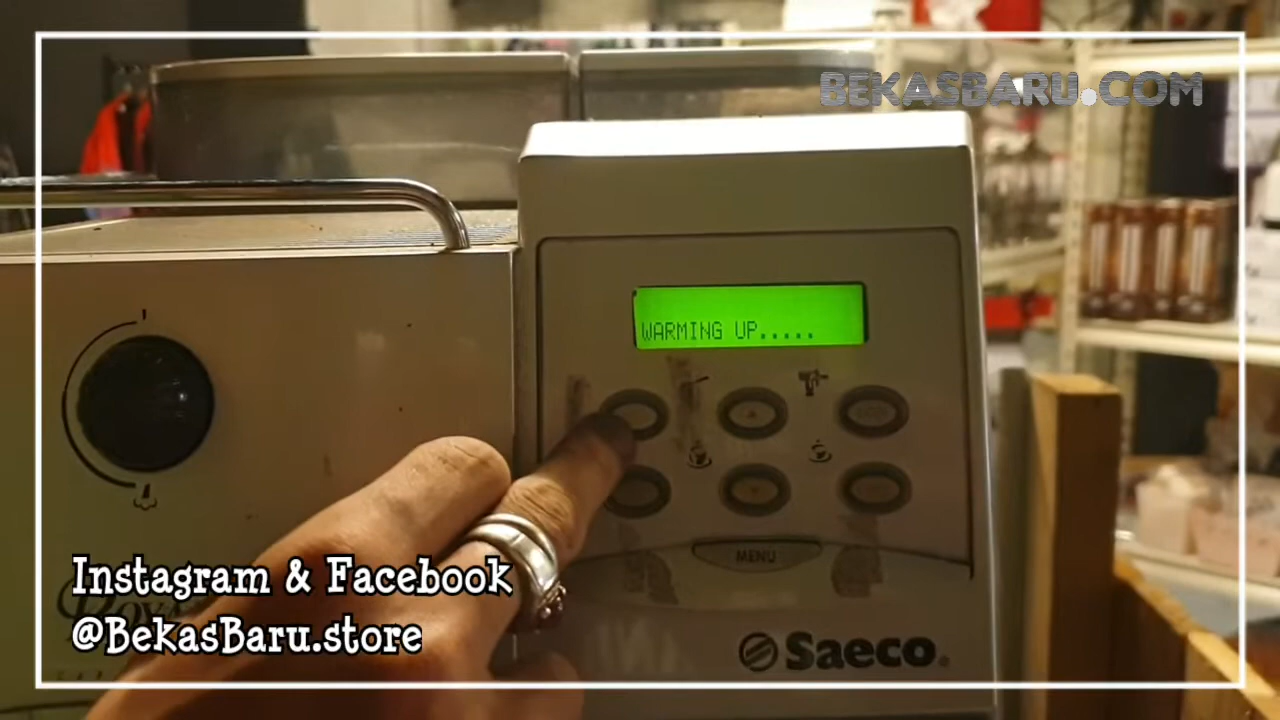 BEKASBARU.COM
WARMING UP.....
MENU
Instagram & Facebook
@BekasBaru.store
Saeco